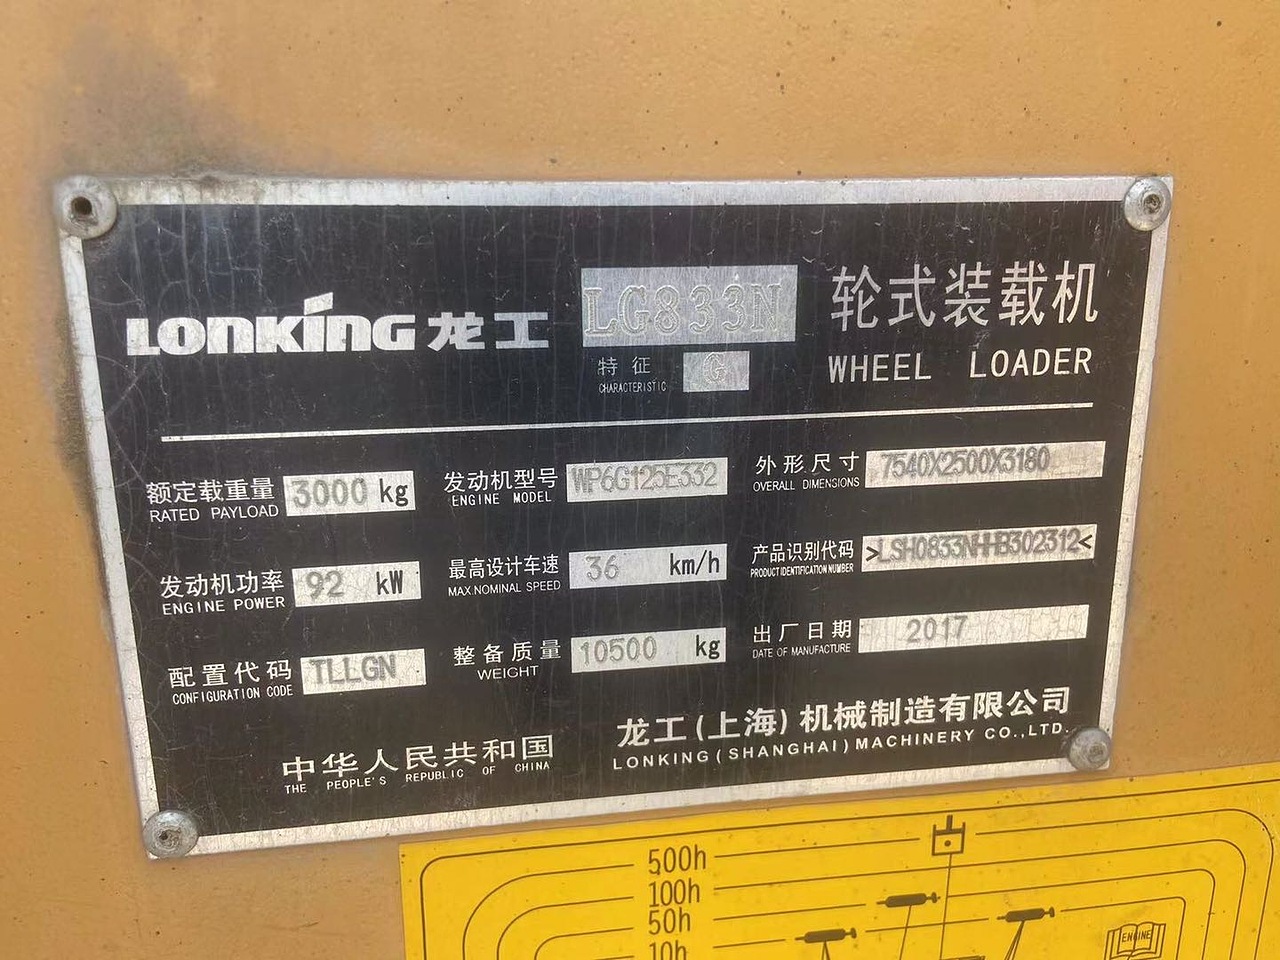 LONKING 龙工
LG833N
轮式装载机
特征
CHARACTERISTIC
G
WHEEL LOADER
额定载重量
RATED PAYLOAD
3000 kg
发动机型号
ENGINE MODEL
WP6G125E332
外形尺寸
OVERALL DIMENSIONS
7540X2500X3180
发动机功率
ENGINE POWER
92 kW
最高设计车速
MAX.NOMINAL SPEED
36 km/h
产品识别代码
PRODUCT IDENTIFICATION NUMBER
>LSH0833NHHB302312<
配置代码
CONFIGURATION CODE
TLLGN
整备质量
WEIGHT
10500 kg
出厂日期
DATE OF MANUFACTURE
2017
中华人民共和国
THE PEOPLE'S REPUBLIC OF CHINA
龙工(上海)机械制造有限公司
LONKING (SHANGHAI) MACHINERY CO.,LTD.
500h
100h
50h
10h
ENGINE